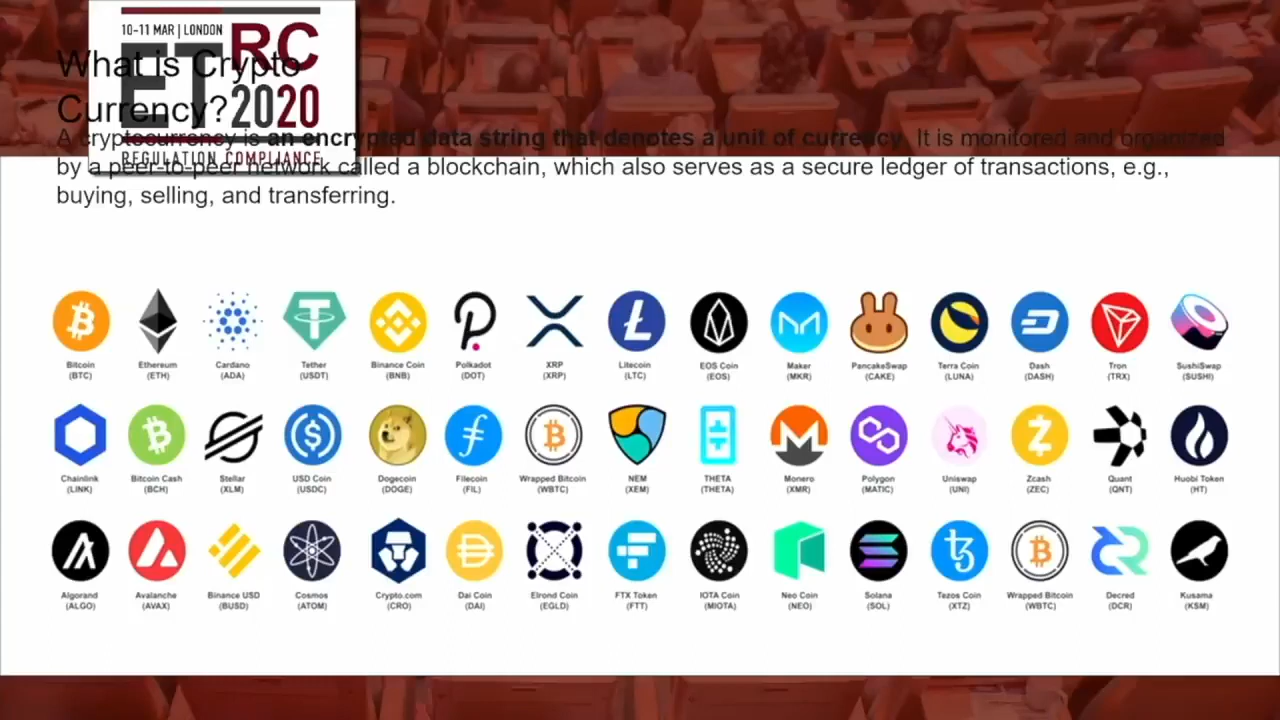 10-11 MAR | LONDON
ETRC
2020
REGULATION COMPLIANCE
What is Crypto
Currency?
A cryptocurrency is an encrypted data string that denotes a unit of currency. It is monitored and organized
by a peer-to-peer network called a blockchain, which also serves as a secure ledger of transactions, e.g.,
buying, selling, and transferring.
Bitcoin Ethereum Cardano Tether Binance Coin Polkadot XRP Litecoin EOS Coin Maker PancakeSwap Terra Coin Dash Tron SushiSwap
(BTC) (ETH) (ADA) (USDT) (BNB) (DOT) (XRP) (LTC) (EOS) (MKR) (CAKE) (LUNA) (DASH) (TRX) (SUSHI)
Chainlink Bitcoin Cash Stellar USD Coin Dogecoin Filecoin Wrapped Bitcoin NEM THETA Monero Polygon Uniswap Zcash Quant Huobi Token
(LINK) (BCH) (XLM) (USDC) (DOGE) (FIL) (WBTC) (XEM) (THETA) (XMR) (MATIC) (UNI) (ZEC) (QNT) (HT)
Algorand Avalanche Binance USD Cosmos Crypto.com Dai Coin Elrond Coin FTX Token IOTA Coin Neo Coin Solana Tezos Coin Wrapped Bitcoin Decred Kusama
(ALGO) (AVAX) (BUSD) (ATOM) (CRO) (DAI) (EGLD) (FTT) (MIOTA) (NEO) (SOL) (XTZ) (WBTC) (DCR) (KSM)